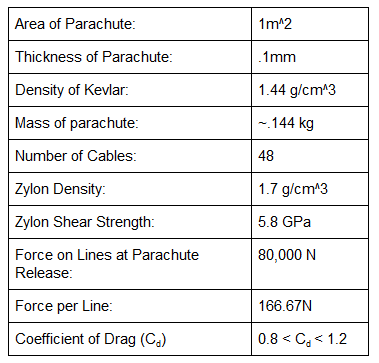 Area of Parachute: 1m^2
Thickness of Parachute: .1mm
Density of Kevlar: 1.44 g/cm^3
Mass of parachute: ~.144 kg
Number of Cables: 48
Zylon Density: 1.7 g/cm^3
Zylon Shear Strength: 5.8 GPa
Force on Lines at Parachute 80,000 N
Release:
Force per Line: 166.67N
Coefficient of Drag (Cd) 0.8 < Cd < 1.2